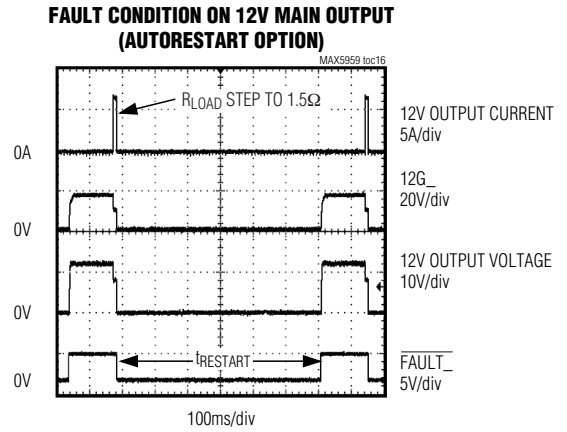 FAULT CONDITION ON 12V MAIN OUTPUT
(AUTORESTART OPTION)
MAX5959 toc16
RLOAD STEP TO 1.5Ω
12V OUTPUT CURRENT
5A/div
0A
12G_
20V/div
0V
12V OUTPUT VOLTAGE
10V/div
0V
tRESTART
FAULT_
5V/div
0V
100ms/div